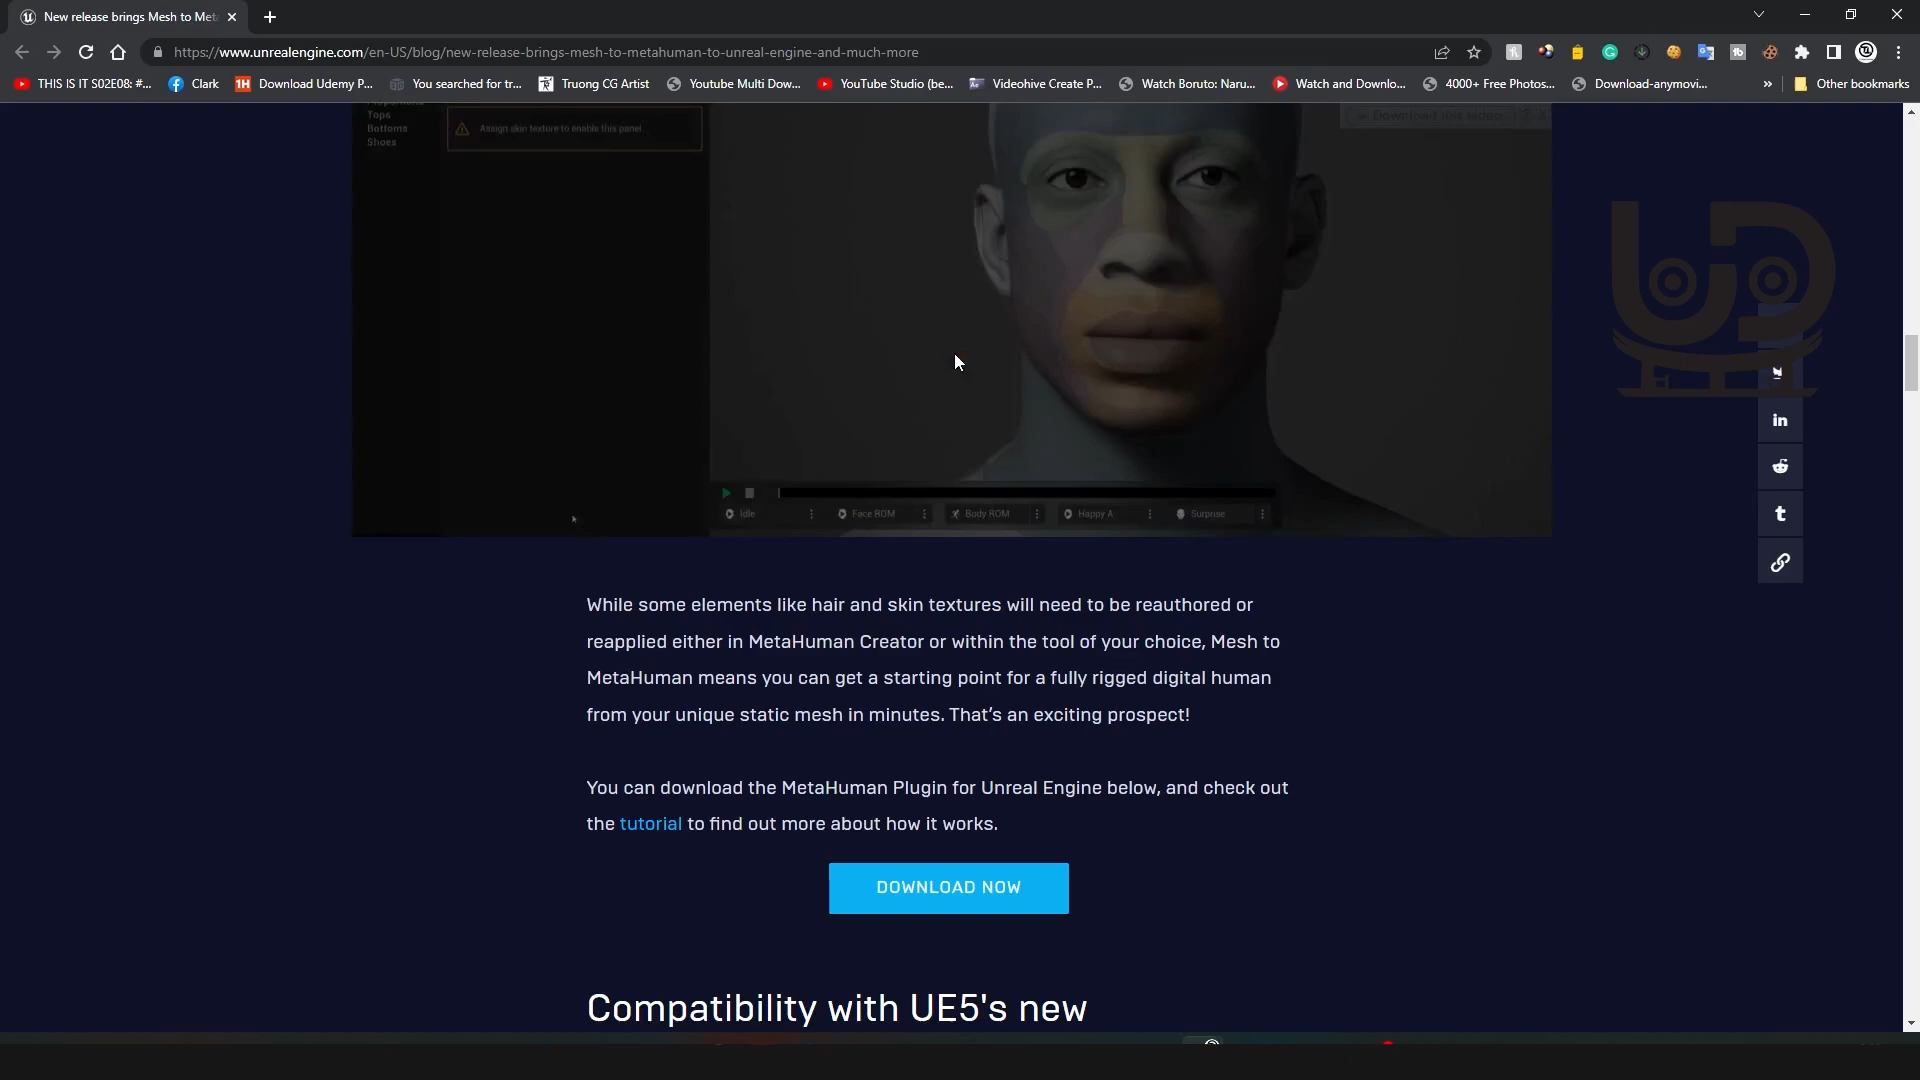 New release brings Mesh to Met
https://www.unrealengine.com/en-US/blog/new-release-brings-mesh-to-metahuman-to-unreal-engine-and-much-more
THIS IS IT S02E08: #...
Clark
Download Udemy P...
You searched for tr...
Truong CG Artist
Youtube Multi Dow...
YouTube Studio (be...
Videohive Create P...
Watch Boruto: Naru...
Watch and Downlo...
4000+ Free Photos...
Download-anymovi...
»
Other bookmarks
Tops
Bottoms
Shoes
Assign skin texture to enable this panel
Download this video
Idle
Face ROM
Body ROM
Happy A
Surprise
in
t
While some elements like hair and skin textures will need to be reauthored or
reapplied either in MetaHuman Creator or within the tool of your choice, Mesh to
MetaHuman means you can get a starting point for a fully rigged digital human
from your unique static mesh in minutes. That’s an exciting prospect!
You can download the MetaHuman Plugin for Unreal Engine below, and check out
the tutorial to find out more about how it works.
DOWNLOAD NOW
Compatibility with UE5's new